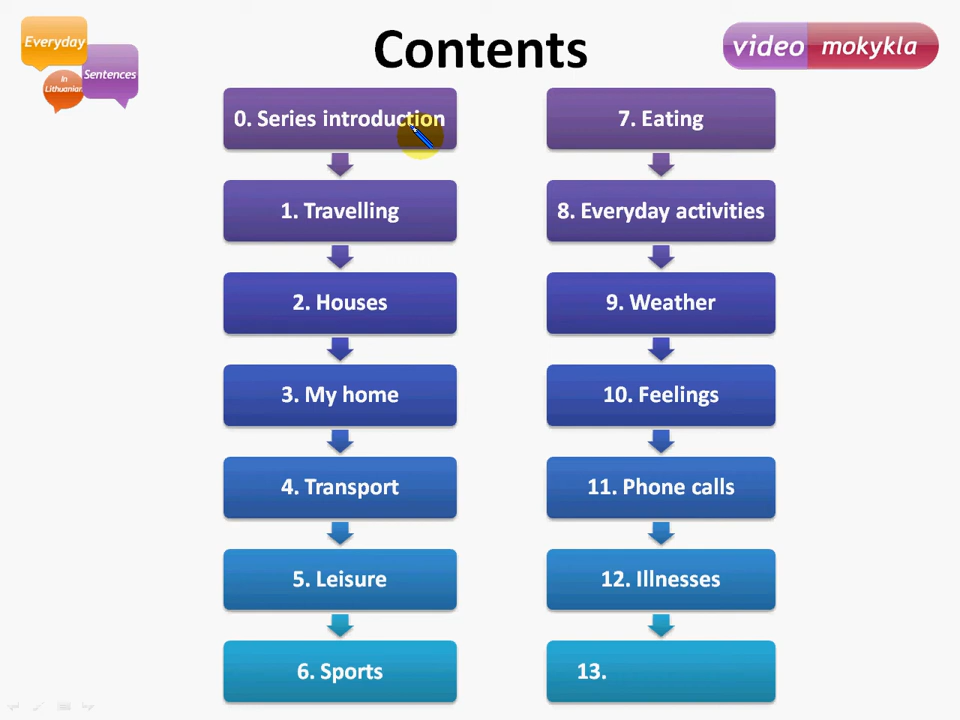 Everyday
in
Lithuanian
Sentences
Contents
video mokykla
0. Series introduction
1. Travelling
2. Houses
3. My home
4. Transport
5. Leisure
6. Sports
7. Eating
8. Everyday activities
9. Weather
10. Feelings
11. Phone calls
12. Illnesses
13.